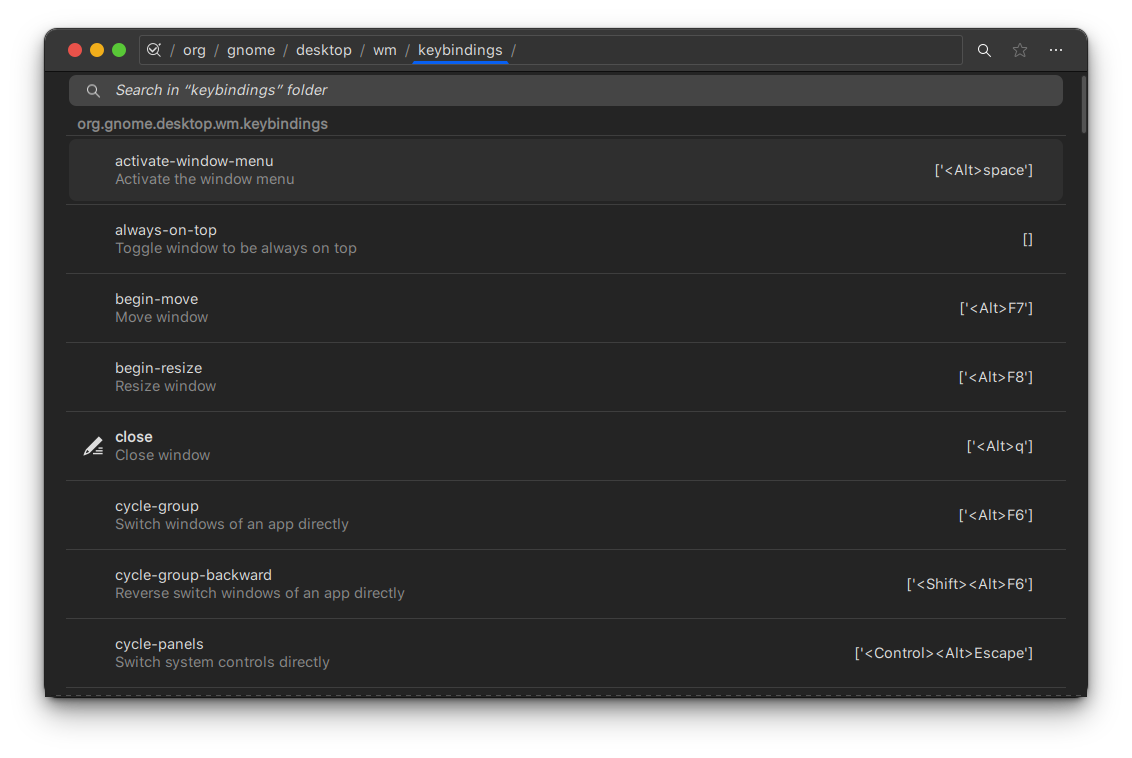 / org / gnome / desktop / wm / keybindings /
Search in “keybindings” folder
org.gnome.desktop.wm.keybindings
activate-window-menu
Activate the window menu
['<Alt>space']
always-on-top
Toggle window to be always on top
[]
begin-move
Move window
['<Alt>F7']
begin-resize
Resize window
['<Alt>F8']
close
Close window
['<Alt>q']
cycle-group
Switch windows of an app directly
['<Alt>F6']
cycle-group-backward
Reverse switch windows of an app directly
['<Shift><Alt>F6']
cycle-panels
Switch system controls directly
['<Control><Alt>Escape']